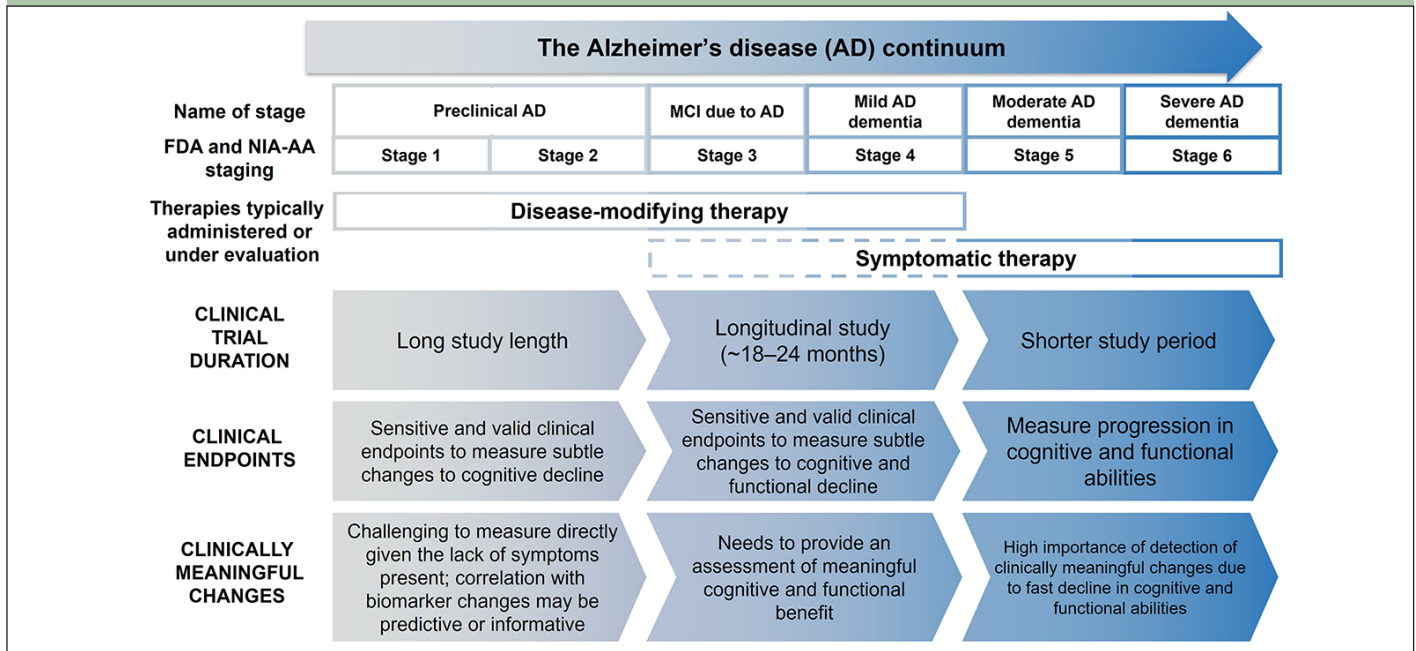 The Alzheimer's disease (AD) continuum
Name of stage
Preclinical AD
MCI due to AD
Mild AD
dementia
Moderate AD
dementia
Severe AD
dementia
FDA and NIA-AA
staging
Stage 1
Stage 2
Stage 3
Stage 4
Stage 5
Stage 6
Therapies typically
administered or
under evaluation
Disease-modifying therapy
Symptomatic therapy
CLINICAL
TRIAL
DURATION
Long study length
Longitudinal study
(~18–24 months)
Shorter study period
CLINICAL
ENDPOINTS
Sensitive and valid clinical
endpoints to measure subtle
changes to cognitive decline
Sensitive and valid clinical
endpoints to measure subtle
changes to cognitive and
functional decline
Measure progression in
cognitive and functional
abilities
CLINICALLY
MEANINGFUL
CHANGES
Challenging to measure directly
given the lack of symptoms
present; correlation with
biomarker changes may be
predictive or informative
Needs to provide an
assessment of meaningful
cognitive and functional
benefit
High importance of detection of
clinically meaningful changes due
to fast decline in cognitive and
functional abilities